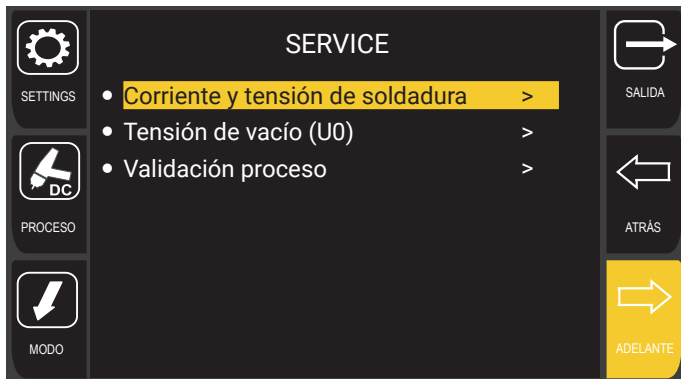 SERVICE
SETTINGS
• Corriente y tensión de soldadura >
• Tensión de vacío (U0) >
• Validación proceso >
SALIDA
DC
PROCESO
ATRÁS
MODO
ADELANTE